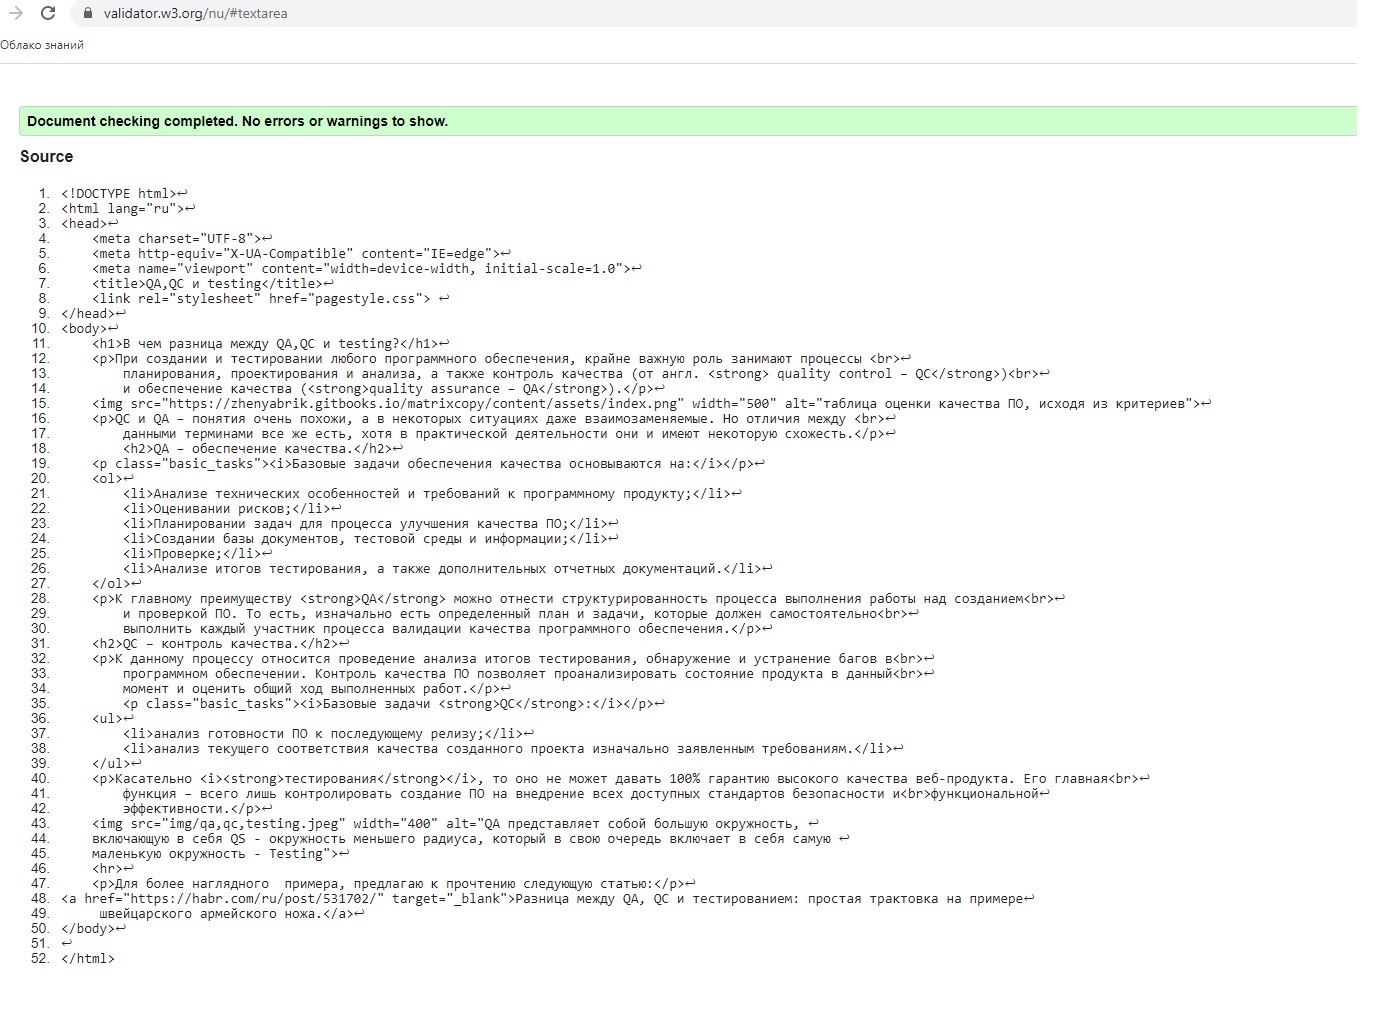 validator.w3.org/nu/#textarea
Облако знаний
Document checking completed. No errors or warnings to show.
Source
1. <!DOCTYPE html>↩
2. <html lang="ru">↩
3. <head>↩
4.     <meta charset="UTF-8">↩
5.     <meta http-equiv="X-UA-Compatible" content="IE=edge">↩
6.     <meta name="viewport" content="width=device-width, initial-scale=1.0">↩
7.     <title>QA,QC и testing</title>↩
8.     <link rel="stylesheet" href="pagestyle.css"> ↩
9. </head>↩
10. <body>↩
11.     <h1>В чем разница между QA,QC и testing?</h1>↩
12.     <p>При создании и тестировании любого программного обеспечения, крайне важную роль занимают процессы <br>↩
13.         планирования, проектирования и анализа, а также контроль качества (от англ. <strong> quality control – QC</strong>)<br>↩
14.         и обеспечение качества (<strong>quality assurance – QA</strong>).</p>↩
15.     <img src="https://zhenyabrik.gitbooks.io/matrixcopy/content/assets/index.png" width="500" alt="таблица оценки качества ПО, исходя из критериев">↩
16.     <p>QC и QA – понятия очень похожи, а в некоторых ситуациях даже взаимозаменяемые. Но отличия между <br>↩
17.         данными терминами все же есть, хотя в практической деятельности они и имеют некоторую схожесть.</p>↩
18.         <h2>QA – обеспечение качества.</h2>↩
19.     <p class="basic_tasks"><i>Базовые задачи обеспечения качества основываются на:</i></p>↩
20.     <ol>↩
21.         <li>Анализе технических особенностей и требований к программному продукту;</li>↩
22.         <li>Оценивании рисков;</li>↩
23.         <li>Планировании задач для процесса улучшения качества ПО;</li>↩
24.         <li>Создании базы документов, тестовой среды и информации;</li>↩
25.         <li>Проверке;</li>↩
26.         <li>Анализе итогов тестирования, а также дополнительных отчетных документаций.</li>↩
27.     </ol>↩
28.     <p>К главному преимуществу <strong>QA</strong> можно отнести структурированность процесса выполнения работы над созданием<br>↩
29.         и проверкой ПО. То есть, изначально есть определенный план и задачи, которые должен самостоятельно<br>↩
30.         выполнить каждый участник процесса валидации качества программного обеспечения.</p>↩
31.     <h2>QC – контроль качества.</h2>↩
32.     <p>К данному процессу относится проведение анализа итогов тестирования, обнаружение и устранение багов в<br>↩
33.         программном обеспечении. Контроль качества ПО позволяет проанализировать состояние продукта в данный<br>↩
34.         момент и оценить общий ход выполненных работ.</p>↩
35.         <p class="basic_tasks"><i>Базовые задачи <strong>QC</strong>:</i></p>↩
36.     <ul>↩
37.         <li>анализ готовности ПО к последующему релизу;</li>↩
38.         <li>анализ текущего соответствия качества созданного проекта изначально заявленным требованиям.</li>↩
39.     </ul>↩
40.     <p>Касательно <i><strong>тестирования</strong></i>, то оно не может давать 100% гарантию высокого качества веб-продукта. Его главная<br>↩
41.         функция – всего лишь контролировать создание ПО на внедрение всех доступных стандартов безопасности и<br>функциональной↩
42.         эффективности.</p>↩
43.     <img src="img/qa,qc,testing.jpeg" width="400" alt="QA представляет собой большую окружность, ↩
44.     включающую в себя QS - окружность меньшего радиуса, который в свою очередь включает в себя самую ↩
45.     маленькую окружность - Testing">↩
46.     <hr>↩
47.     <p>Для более наглядного  примера, предлагаю к прочтению следующую статью:</p>↩
48. <a href="https://habr.com/ru/post/531702/" target="_blank">Разница между QA, QC и тестированием: простая трактовка на примере↩
49.      швейцарского армейского ножа.</a>↩
50. </body>↩
51. ↩
52. </html>